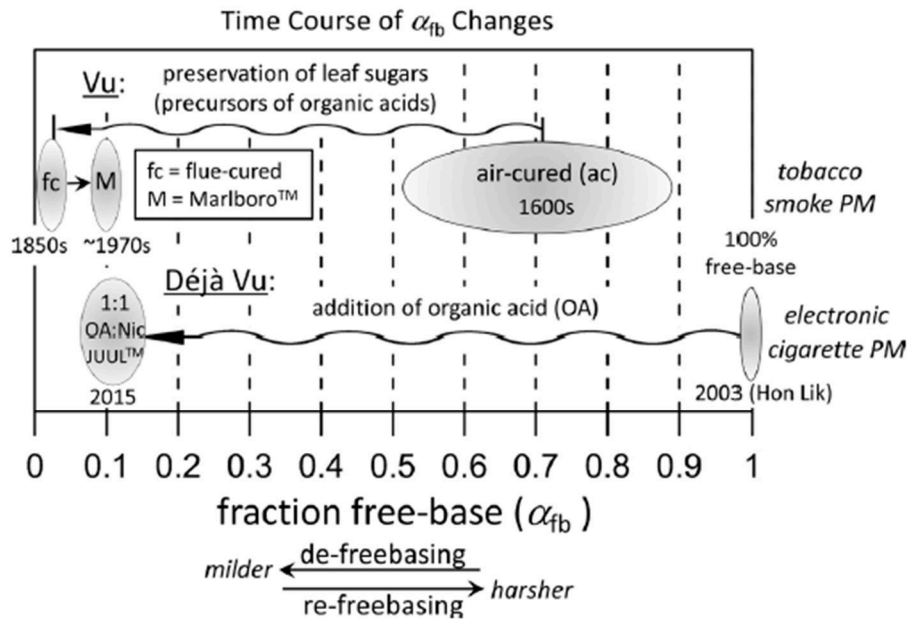 Time Course of αfb Changes
Vu:
preservation of leaf sugars
(precursors of organic acids)
fc
M
fc = flue-cured
M = Marlboro™
air-cured (ac)
1600s
tobacco
smoke PM
1850s
~1970s
100%
free-base
Déjà Vu:
1:1
OA:Nic
JUUL™
addition of organic acid (OA)
electronic
cigarette PM
2015
2003 (Hon Lik)
0 0.1 0.2 0.3 0.4 0.5 0.6 0.7 0.8 0.9 1
fraction free-base (αfb)
de-freebasing
milder
harsher
re-freebasing